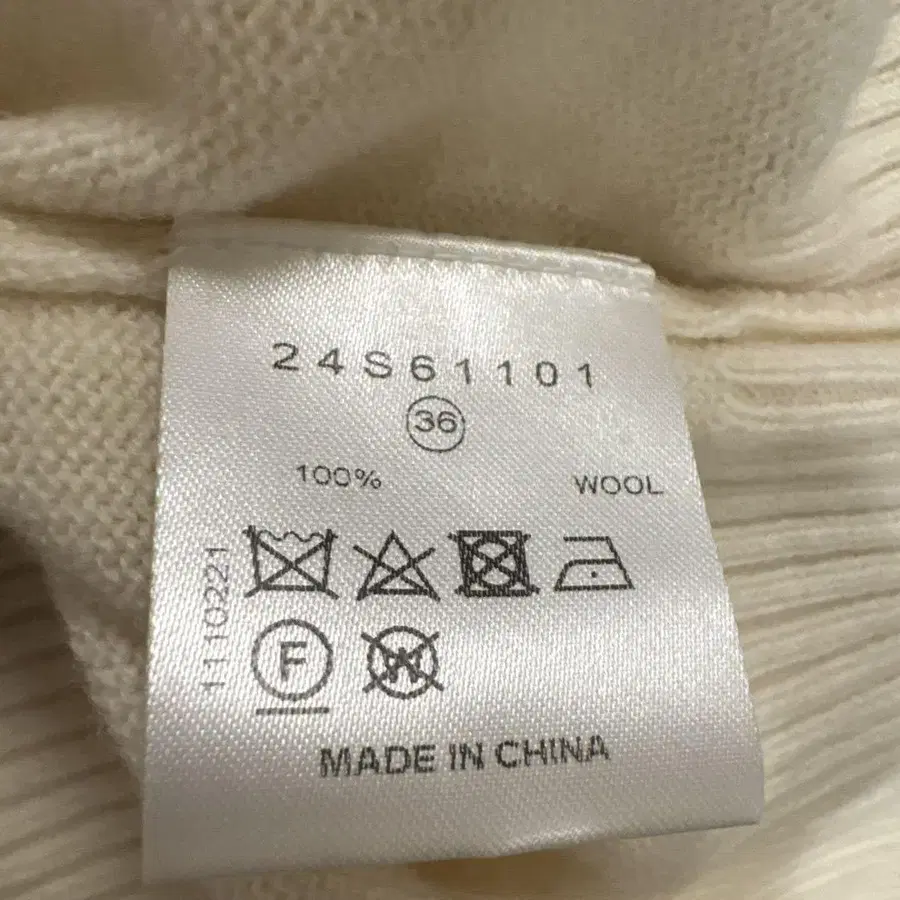 24S61101
36
100% WOOL
1110221
F
W
MADE IN CHINA